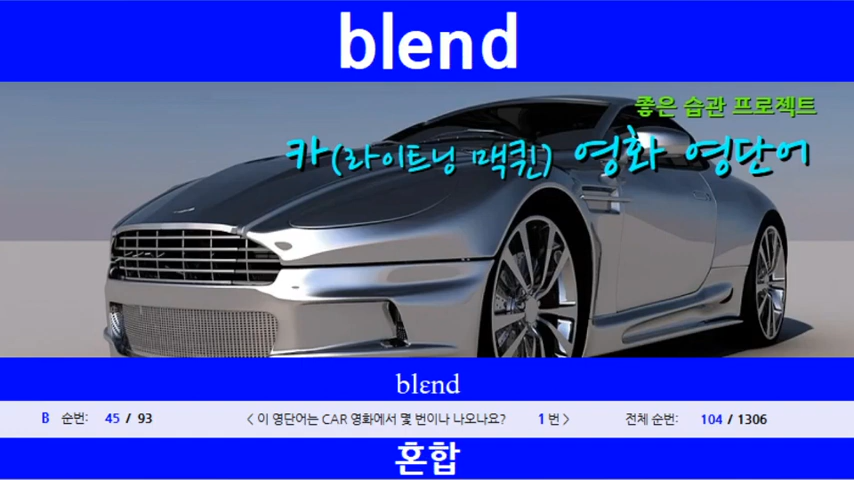 blend
좋은 습관 프로젝트
카(라이트닝 맥퀸) 영화 영단어
blɛnd
B 순번: 45 / 93 < 이 영단어는 CAR 영화에서 몇 번이나 나오나요? 1 번 > 전체 순번: 104 / 1306
혼합